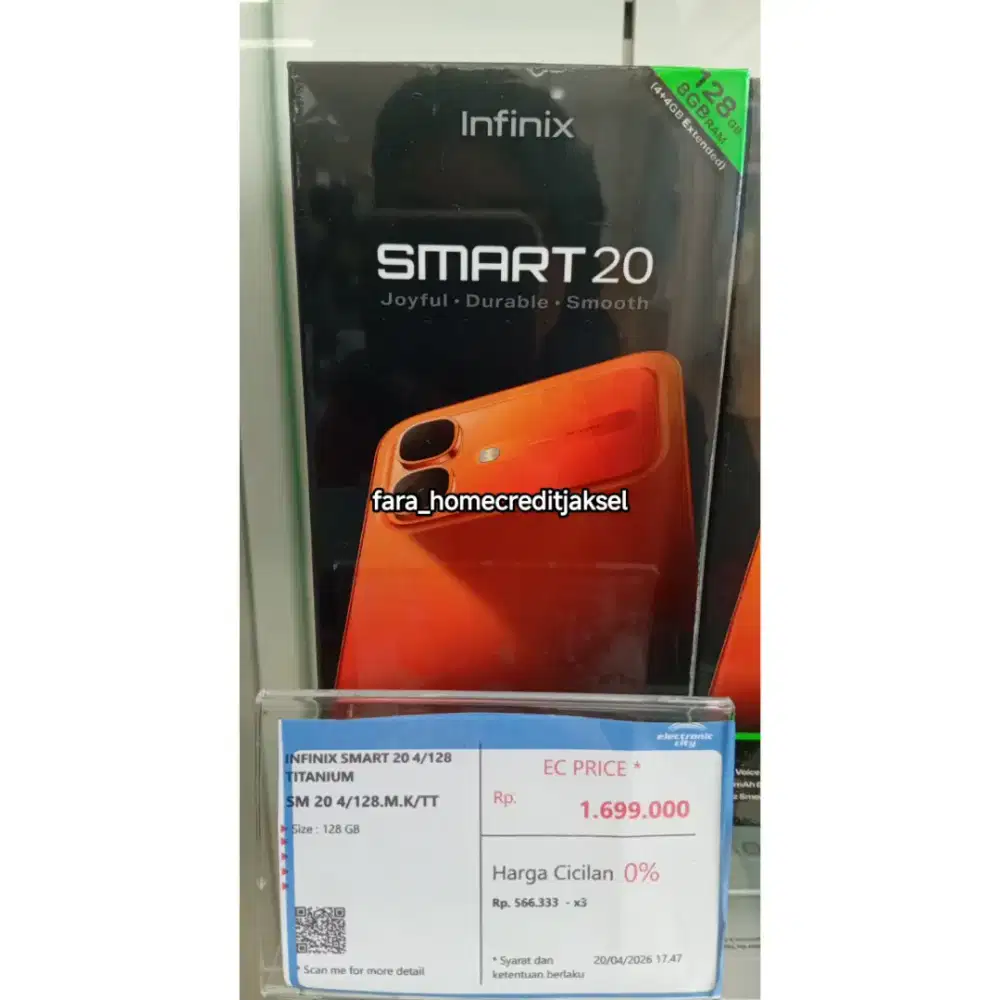 128 GB
8GB RAM
(4+4GB Extended)
Infinix
SMART 20
Joyful · Durable · Smooth
fara_homecreditjaksel
electronic
city
INFINIX SMART 20 4/128
TITANIUM
SM 20 4/128.M.K/TT
Size : 128 GB
* Scan me for more detail
EC PRICE *
Rp.
1.699.000
Harga Cicilan 0%
Rp. 566.333 - x3
* Syarat dan
ketentuan berlaku
20/04/2026 17.47
Voice